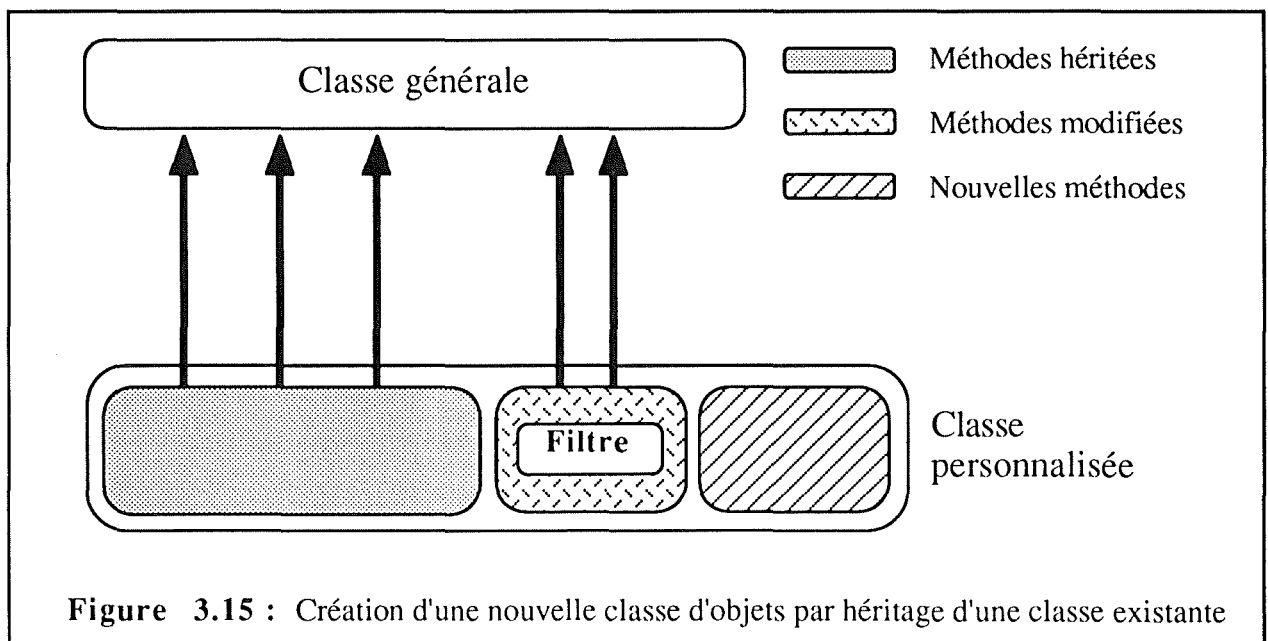 Classe générale
Méthodes héritées
Méthodes modifiées
Nouvelles méthodes
Filtre
Classe
personnalisée
Figure 3.15 : Création d'une nouvelle classe d'objets par héritage d'une classe existante